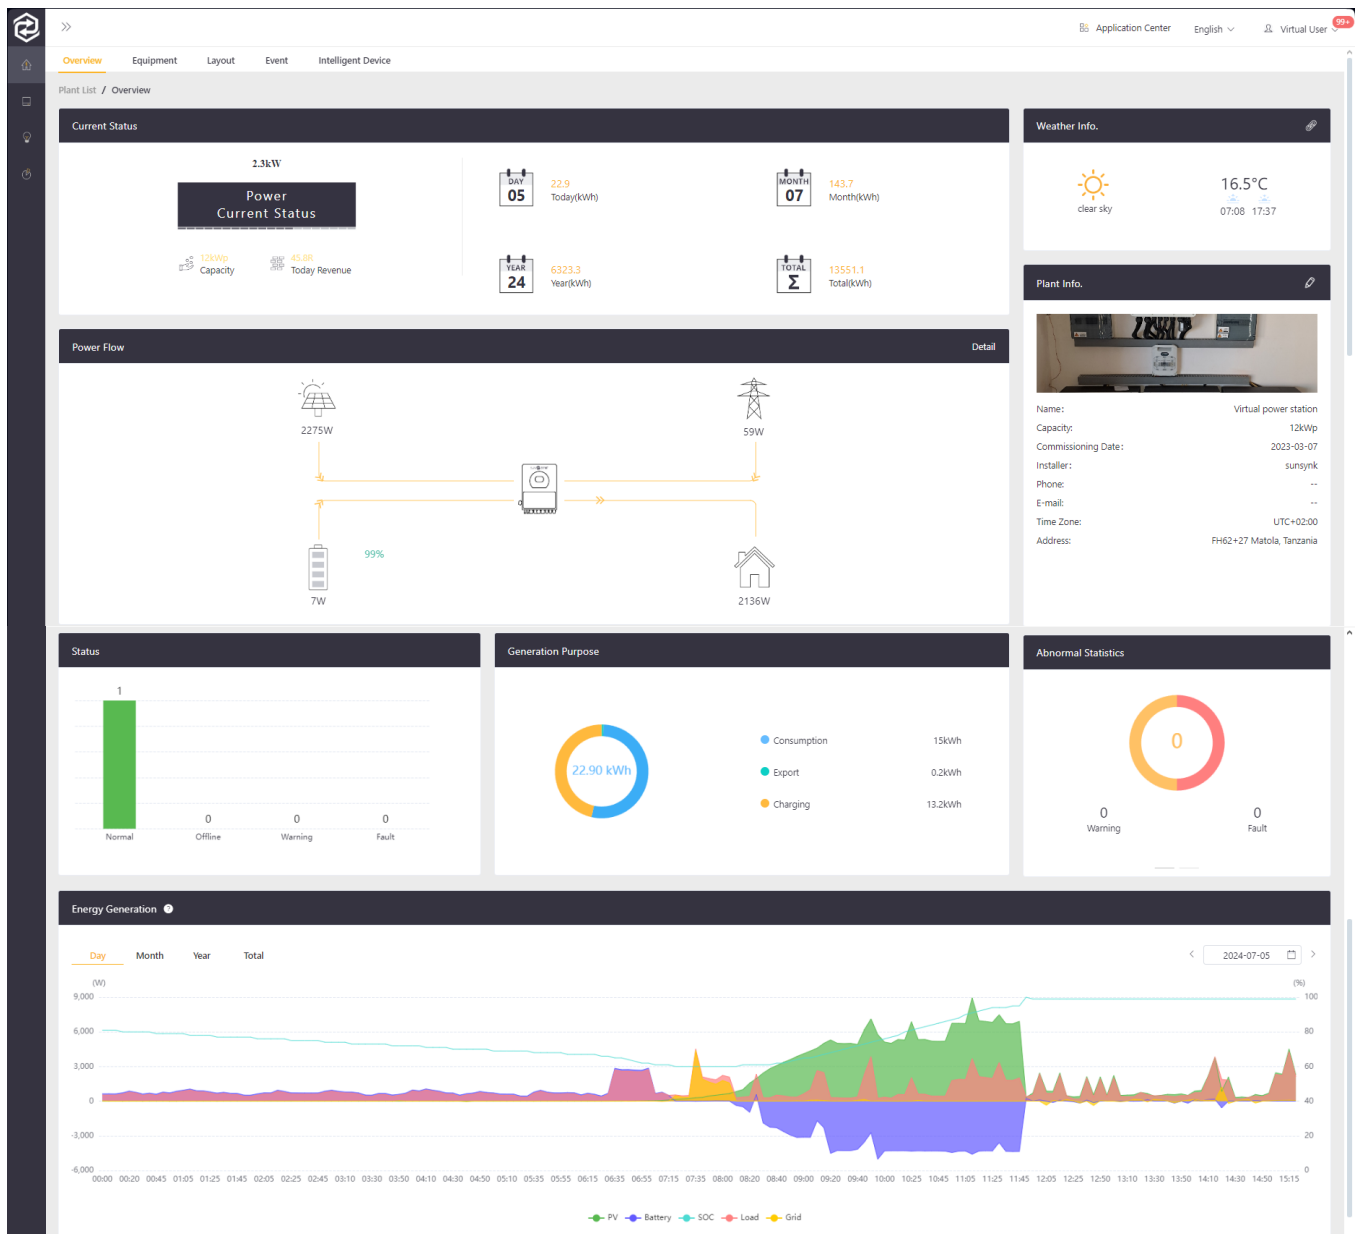 Application Center English Virtual User 99+
Overview Equipment Layout Event Intelligent Device
Plant List / Overview
Current Status
2.3kW
Power
Current Status
12kWp
Capacity
45.8R
Today Revenue
DAY
05
22.9
Today(kWh)
MONTH
07
143.7
Month(kWh)
YEAR
24
6323.3
Year(kWh)
TOTAL
Σ
13551.1
Total(kWh)
Weather Info.
clear sky
16.5°C
07:08 17:37
Plant Info.
Name: Virtual power station
Capacity: 12kWp
Commissioning Date: 2023-03-07
Installer: sunsynk
Phone: --
E-mail: --
Time Zone: UTC+02:00
Address: FH62+27 Matola, Tanzania
Power Flow Detail
2275W
59W
99%
7W
2136W
Status
1
0 0 0
Normal Offline Warning Fault
Generation Purpose
22.90 kWh
Consumption 15kWh
Export 0.2kWh
Charging 13.2kWh
Abnormal Statistics
0
0 0
Warning Fault
Energy Generation ?
Day Month Year Total
2024-07-05
(W) (%)
9,000 100
6,000 80
3,000 60
0 40
-3,000 20
-6,000 0
00:00 00:20 00:45 01:05 01:25 01:45 02:05 02:25 02:45 03:10 03:30 03:50 04:10 04:30 04:50 05:10 05:35 05:55 06:15 06:35 06:55 07:15 07:35 08:00 08:20 08:40 09:00 09:20 09:40 10:00 10:25 10:45 11:05 11:25 11:45 12:05 12:25 12:50 13:10 13:30 13:50 14:10 14:30 14:50 15:15
PV Battery SOC Load Grid